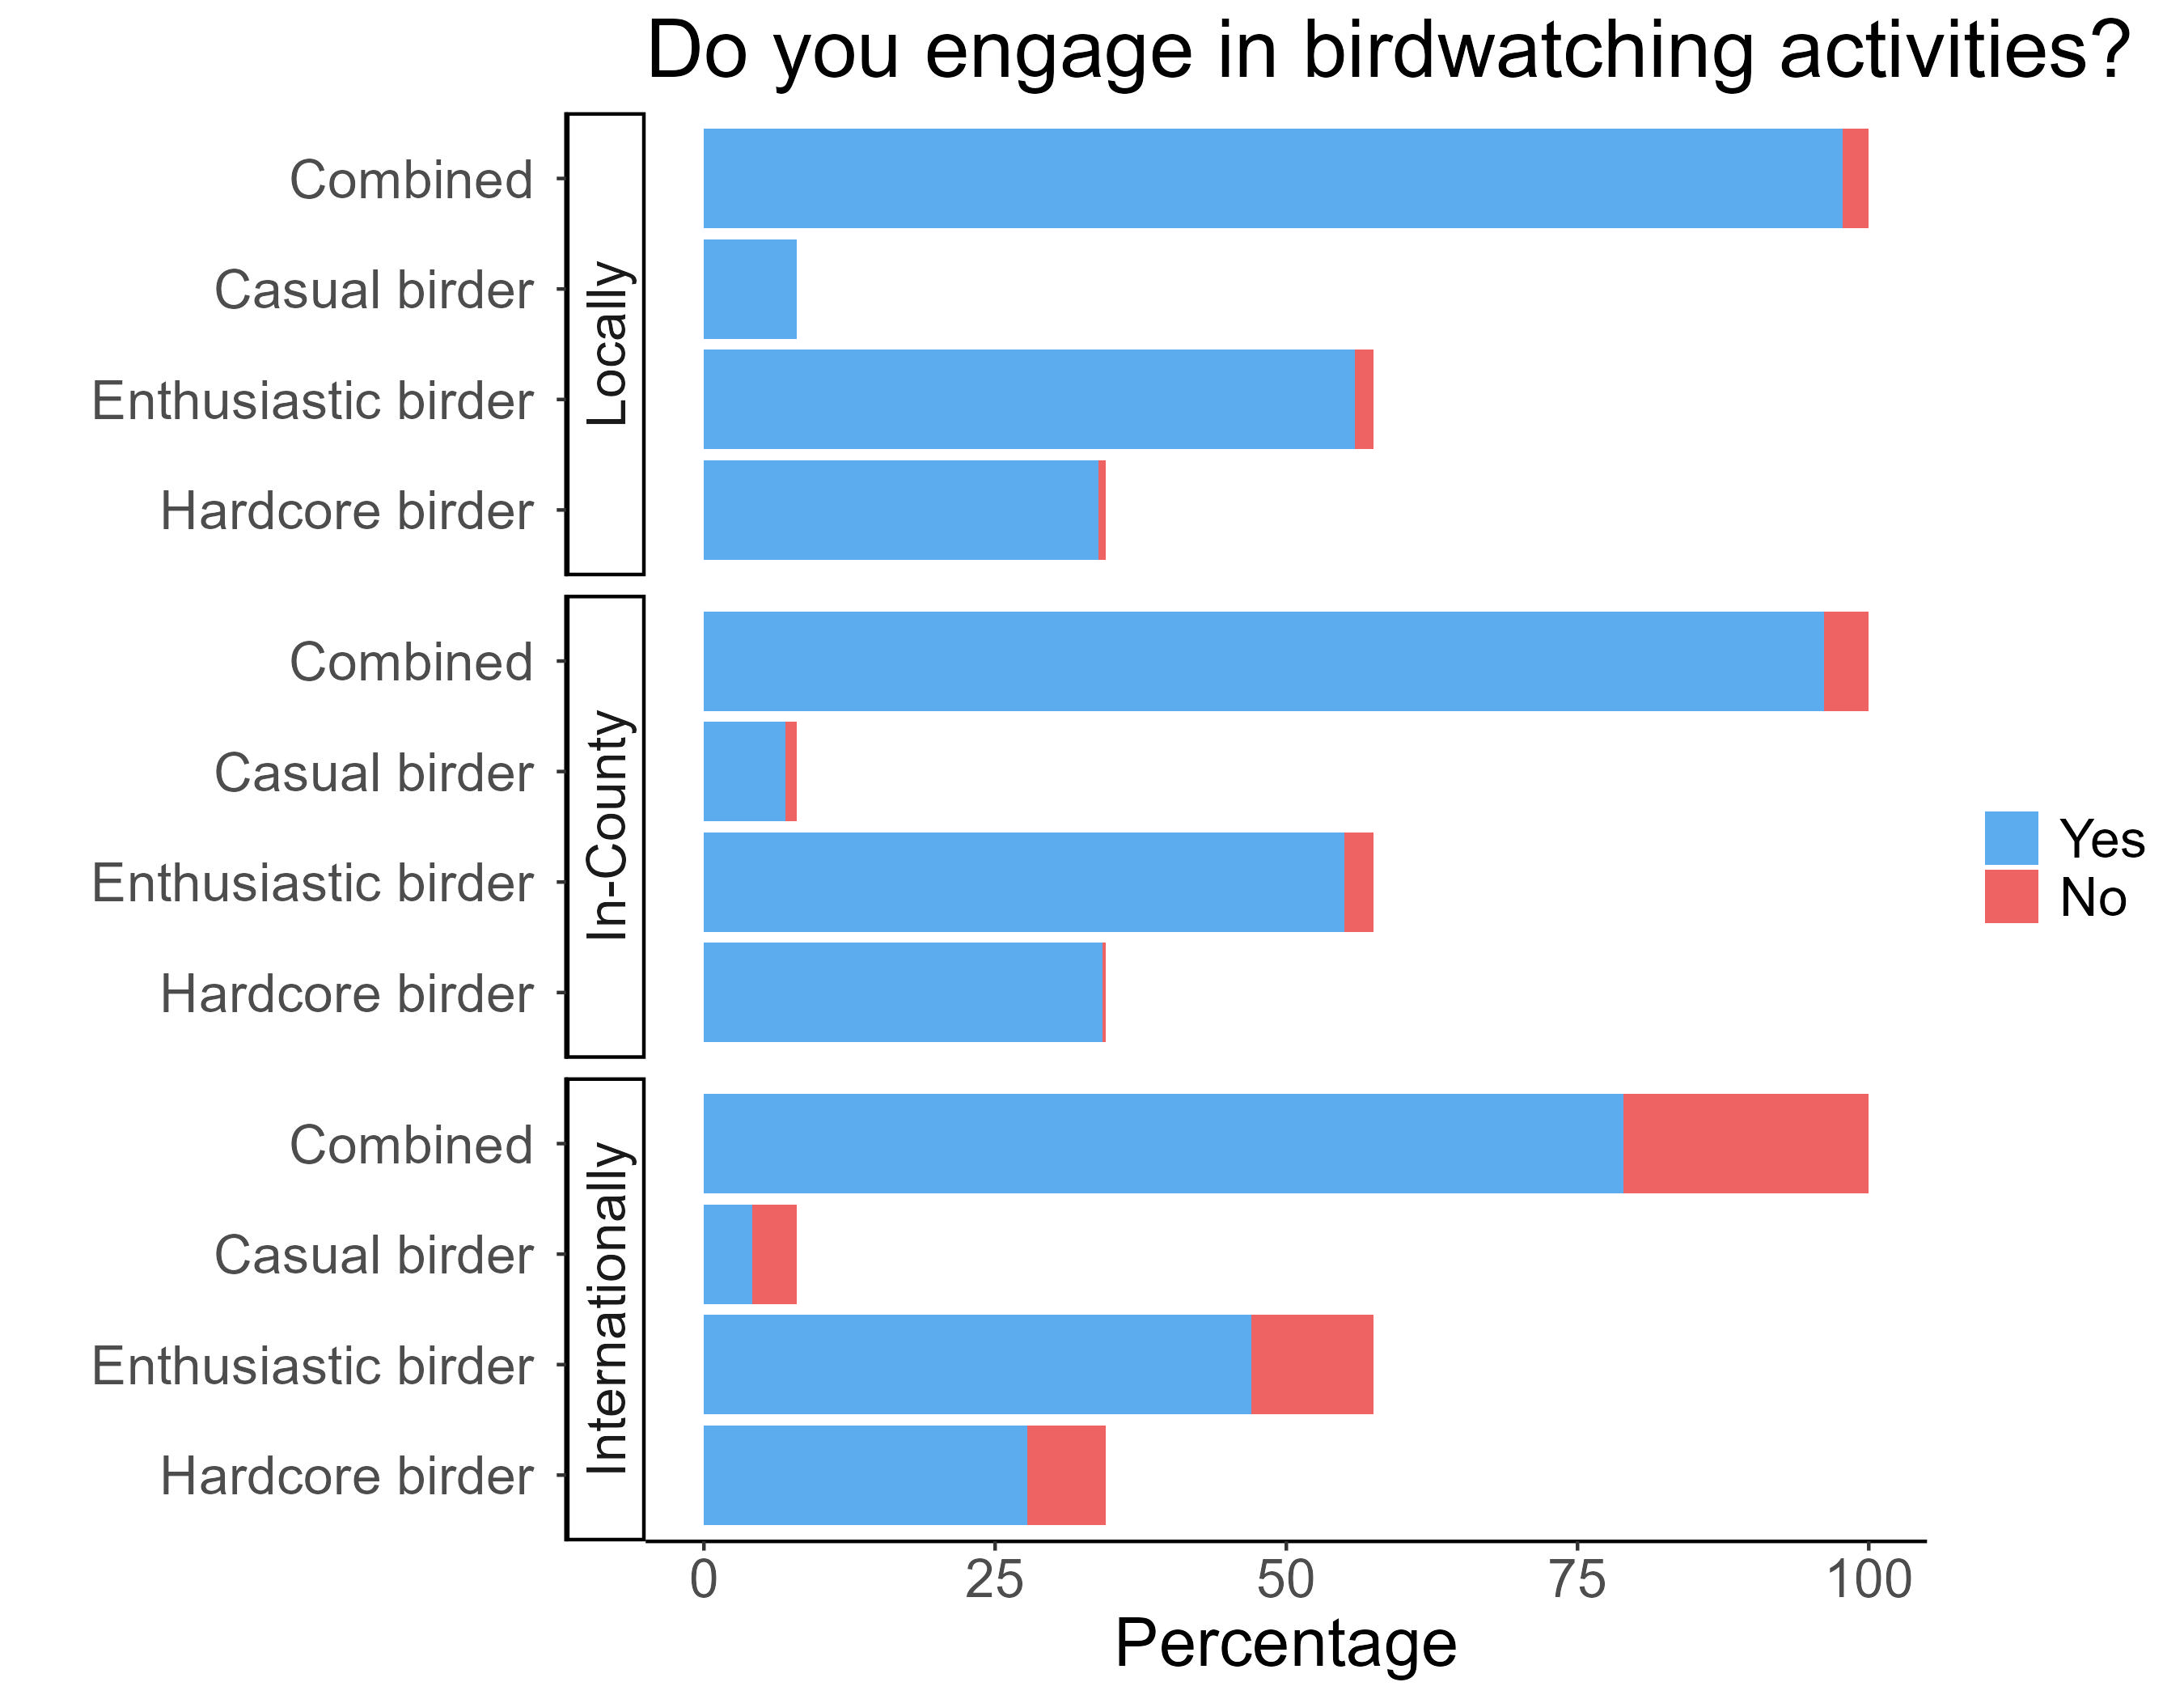 Do you engage in birdwatching activities?
Locally
Combined
Casual birder
Enthusiastic birder
Hardcore birder
In-County
Combined
Casual birder
Enthusiastic birder
Hardcore birder
Internationally
Combined
Casual birder
Enthusiastic birder
Hardcore birder
0 25 50 75 100
Percentage
Yes
No